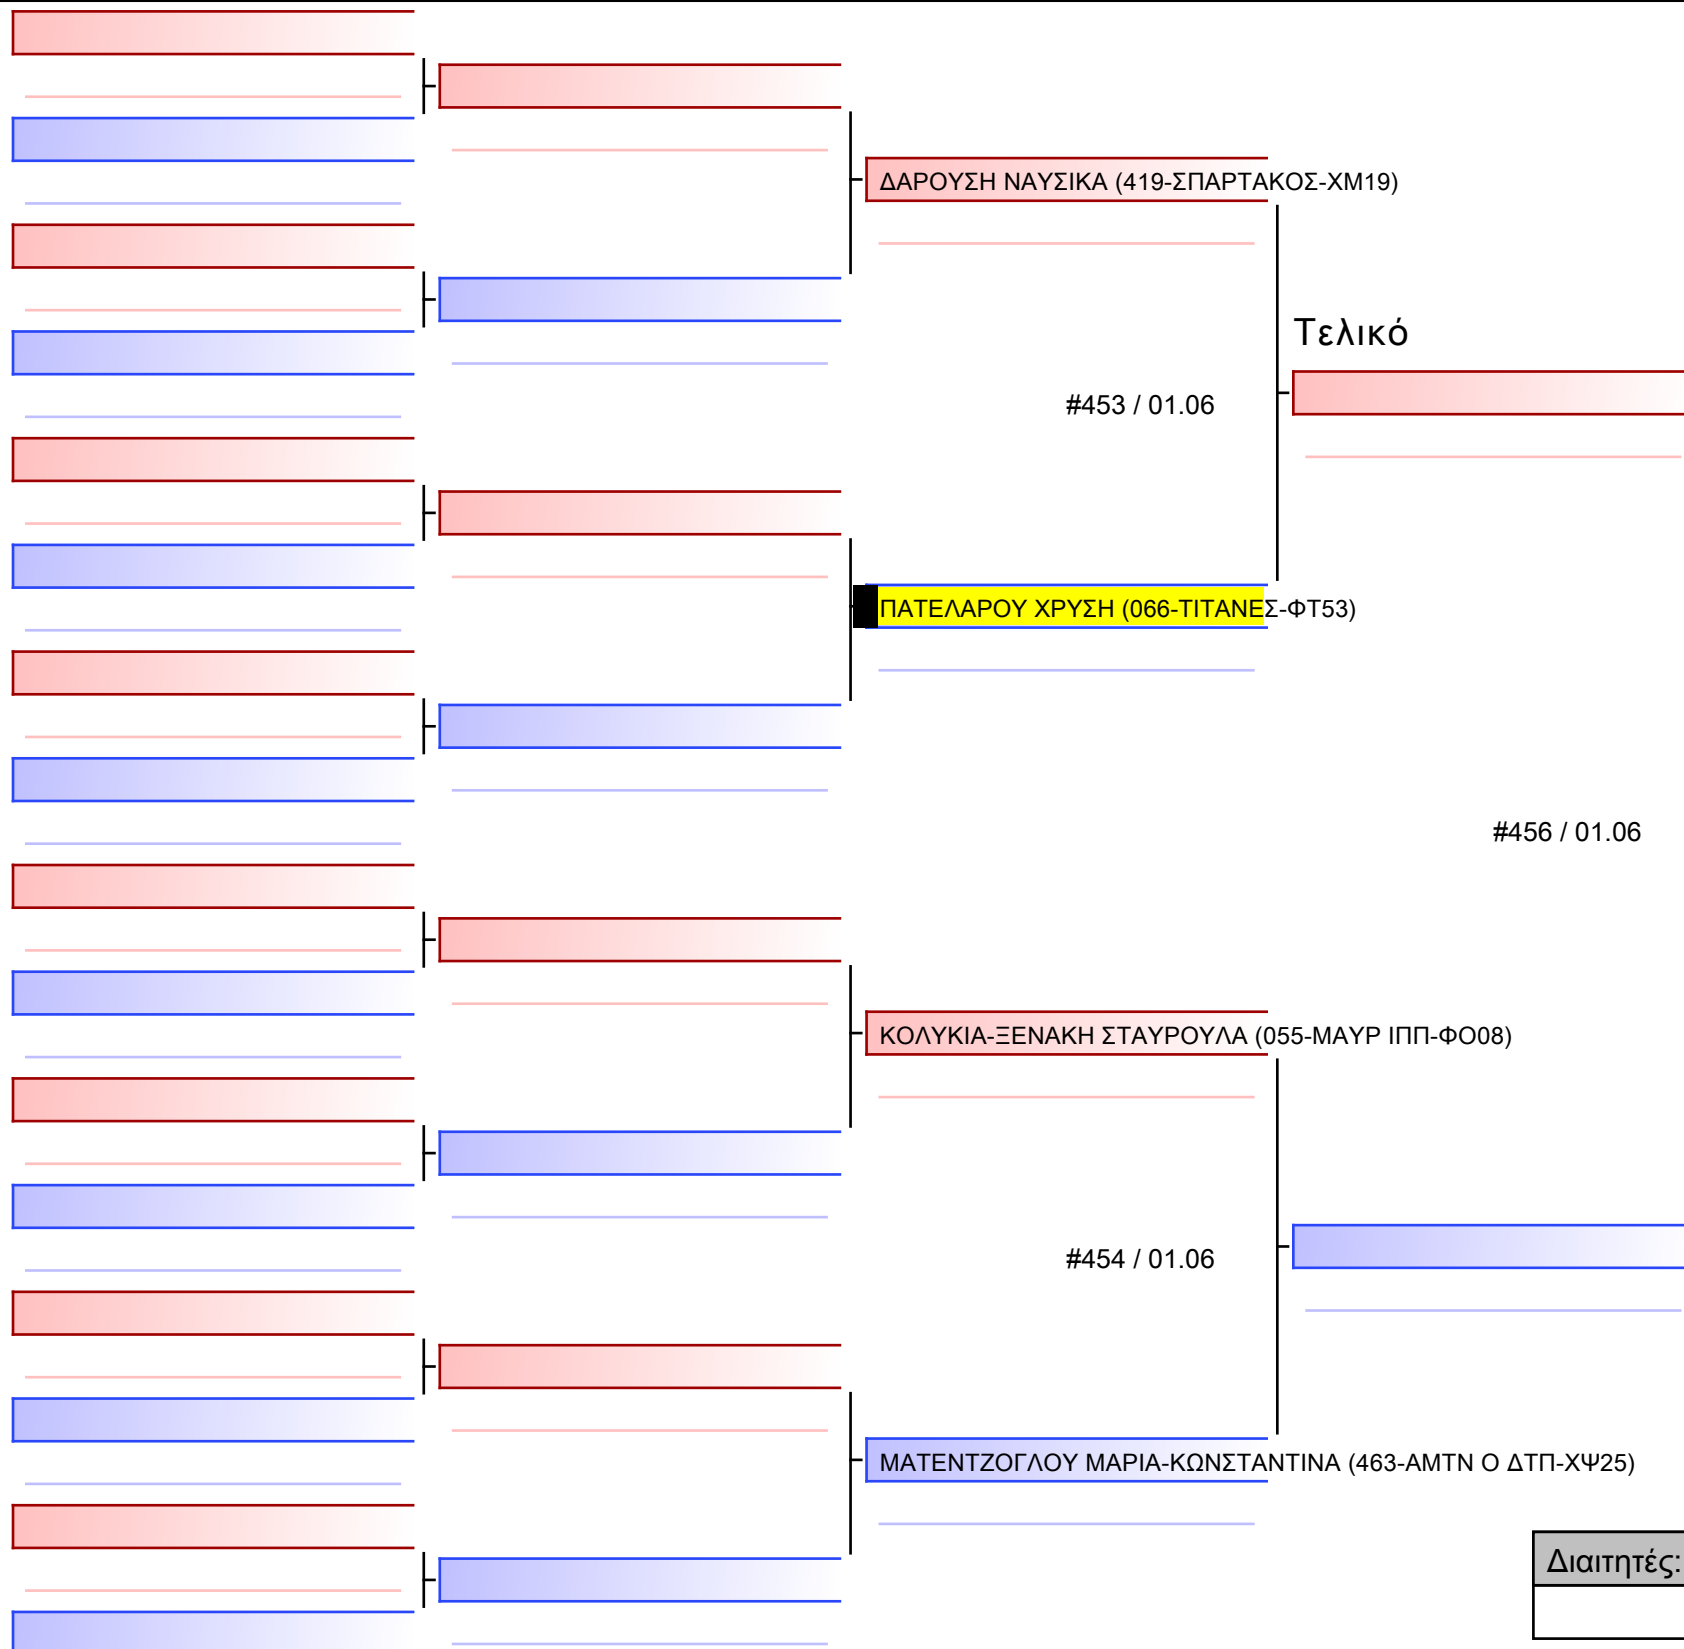 ΔΑΡΟΥΣΗ ΝΑΥΣΙΚΑ (419-ΣΠΑΡΤΑΚΟΣ-ΧΜ19)
Τελικό
#453 / 01.06
ΠΑΤΕΛΑΡΟΥ ΧΡΥΣΗ (066-ΤΙΤΑΝΕΣ-ΦΤ53)
#456 / 01.06
ΚΟΛΥΚΙΑ-ΞΕΝΑΚΗ ΣΤΑΥΡΟΥΛΑ (055-ΜΑΥΡ ΙΠΠ-ΦΟ08)
#454 / 01.06
ΜΑΤΕΝΤΖΟΓΛΟΥ ΜΑΡΙΑ-ΚΩΝΣΤΑΝΤΙΝΑ (463-ΑΜΤΝ Ο ΔΤΠ-ΧΨ25)
Διαιτητές: